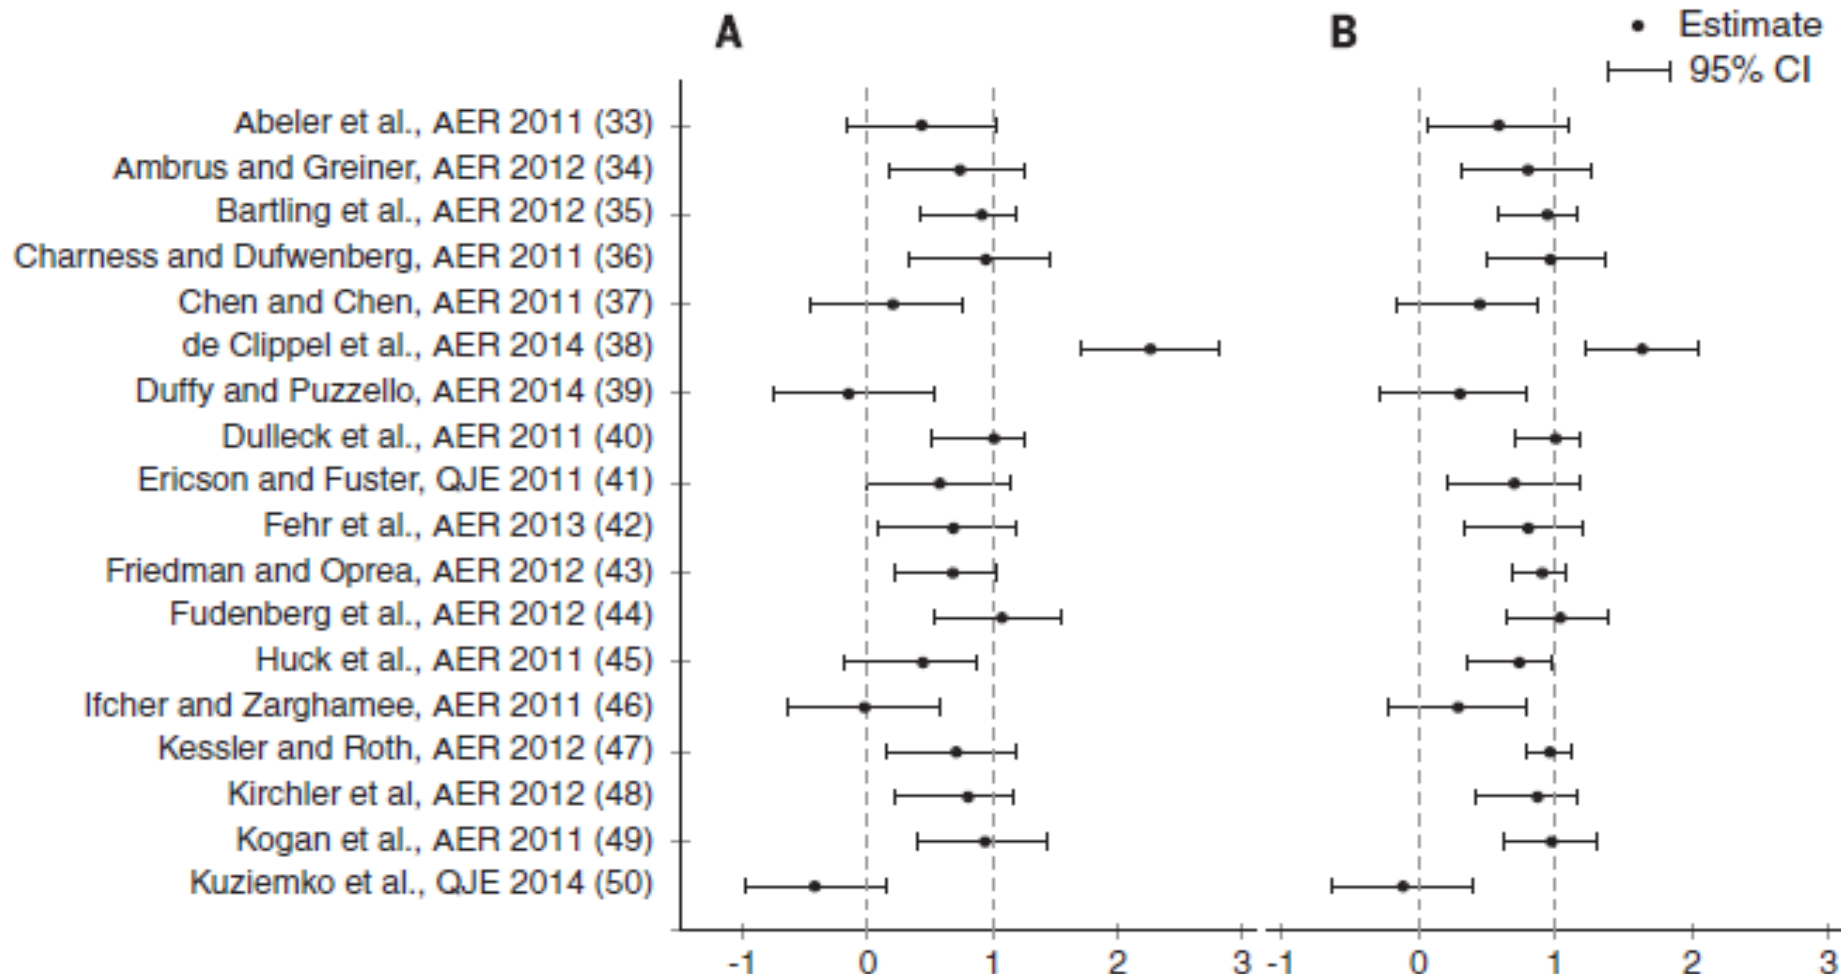 A
B
Estimate
95% CI
Abeler et al., AER 2011 (33)
Ambrus and Greiner, AER 2012 (34)
Bartling et al., AER 2012 (35)
Charness and Dufwenberg, AER 2011 (36)
Chen and Chen, AER 2011 (37)
de Clippel et al., AER 2014 (38)
Duffy and Puzzello, AER 2014 (39)
Dulleck et al., AER 2011 (40)
Ericson and Fuster, QJE 2011 (41)
Fehr et al., AER 2013 (42)
Friedman and Oprea, AER 2012 (43)
Fudenberg et al., AER 2012 (44)
Huck et al., AER 2011 (45)
Ifcher and Zarghamee, AER 2011 (46)
Kessler and Roth, AER 2012 (47)
Kirchler et al, AER 2012 (48)
Kogan et al., AER 2011 (49)
Kuziemko et al., QJE 2014 (50)
-1 0 1 2 3
-1 0 1 2 3